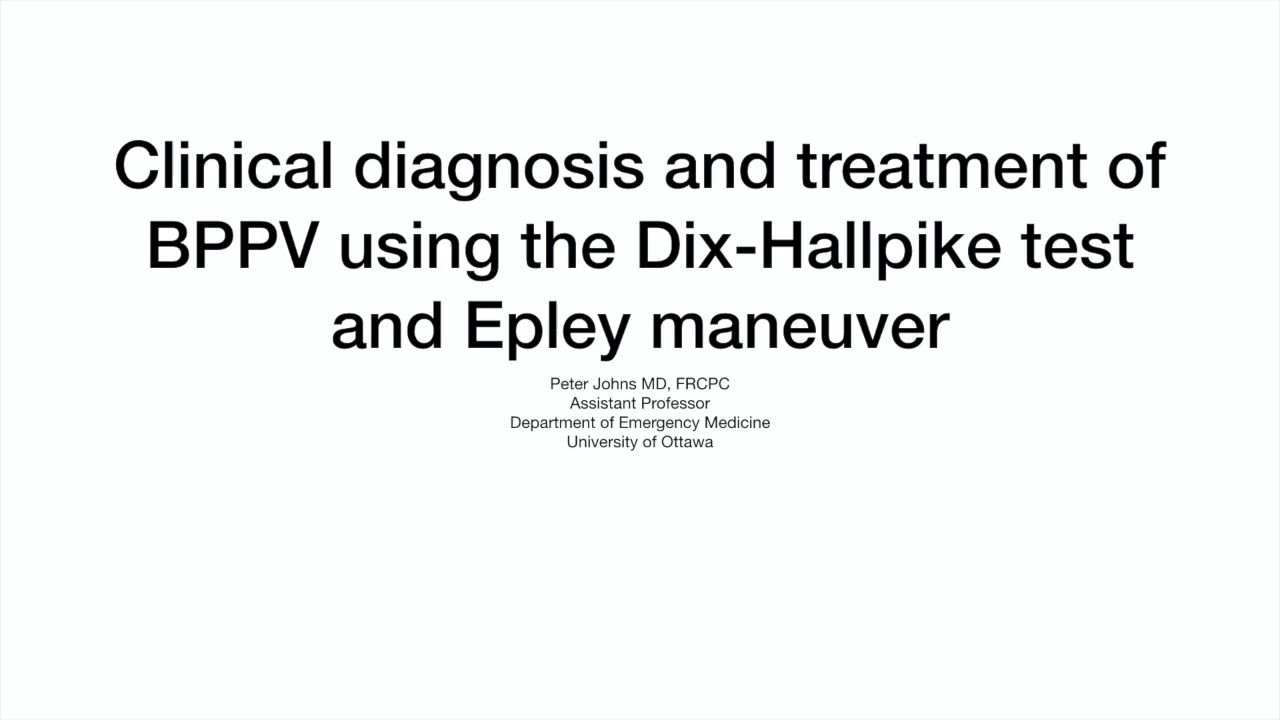 Clinical diagnosis and treatment of
BPPV using the Dix-Hallpike test
and Epley maneuver
Peter Johns MD, FRCPC
Assistant Professor
Department of Emergency Medicine
University of Ottawa